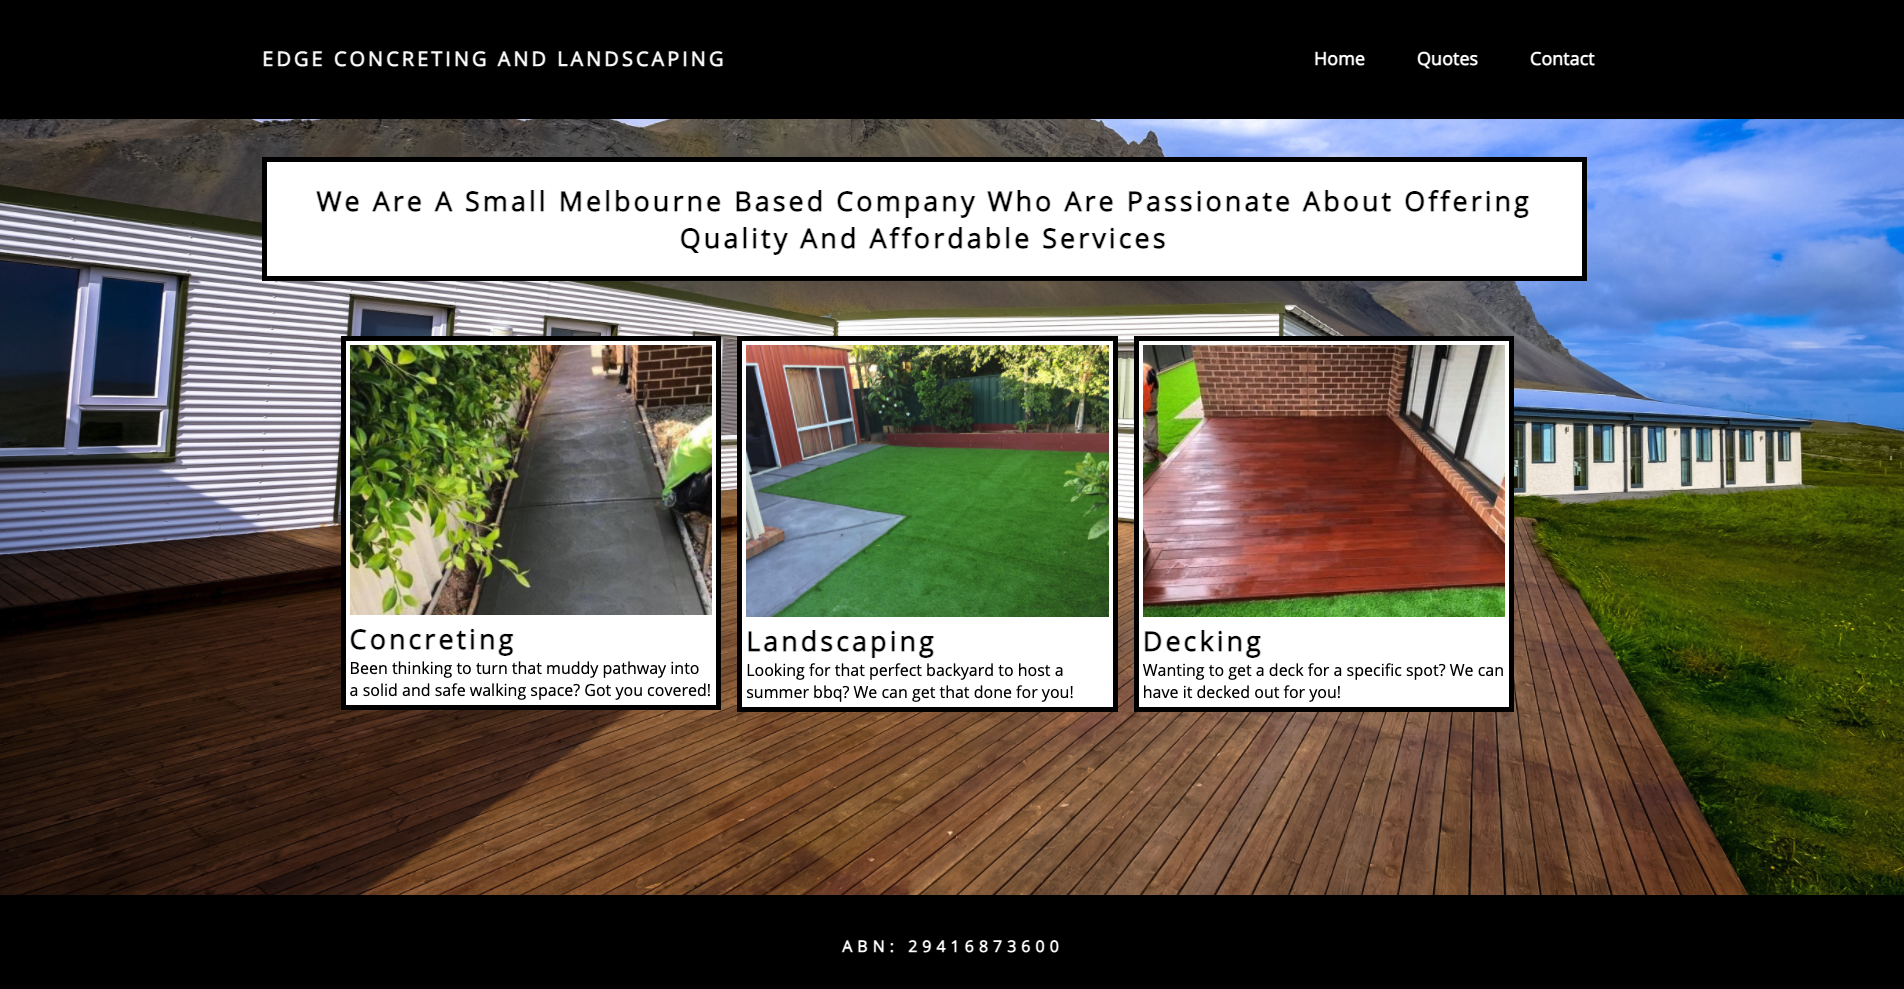 EDGE CONCRETING AND LANDSCAPING
Home
Quotes
Contact
We Are A Small Melbourne Based Company Who Are Passionate About Offering
Quality And Affordable Services
Concreting
Been thinking to turn that muddy pathway into
a solid and safe walking space? Got you covered!
Landscaping
Looking for that perfect backyard to host a
summer bbq? We can get that done for you!
Decking
Wanting to get a deck for a specific spot? We can
have it decked out for you!
ABN: 29416873600